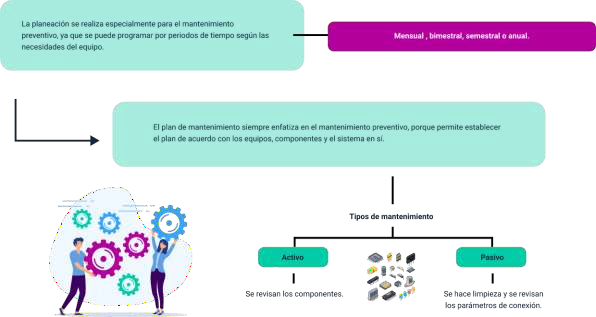 La planeación se realiza especialmente para el mantenimiento
preventivo, ya que se puede programar por periodos de tiempo según las
necesidades del equipo.
Mensual , bimestral, semestral o anual.
El plan de mantenimiento siempre enfatiza en el mantenimiento preventivo, porque permite establecer
el plan de acuerdo con los equipos, componentes y el sistema en sí.
Tipos de mantenimiento
Activo
Pasivo
Se revisan los componentes.
Se hace limpieza y se revisan
los parámetros de conexión.